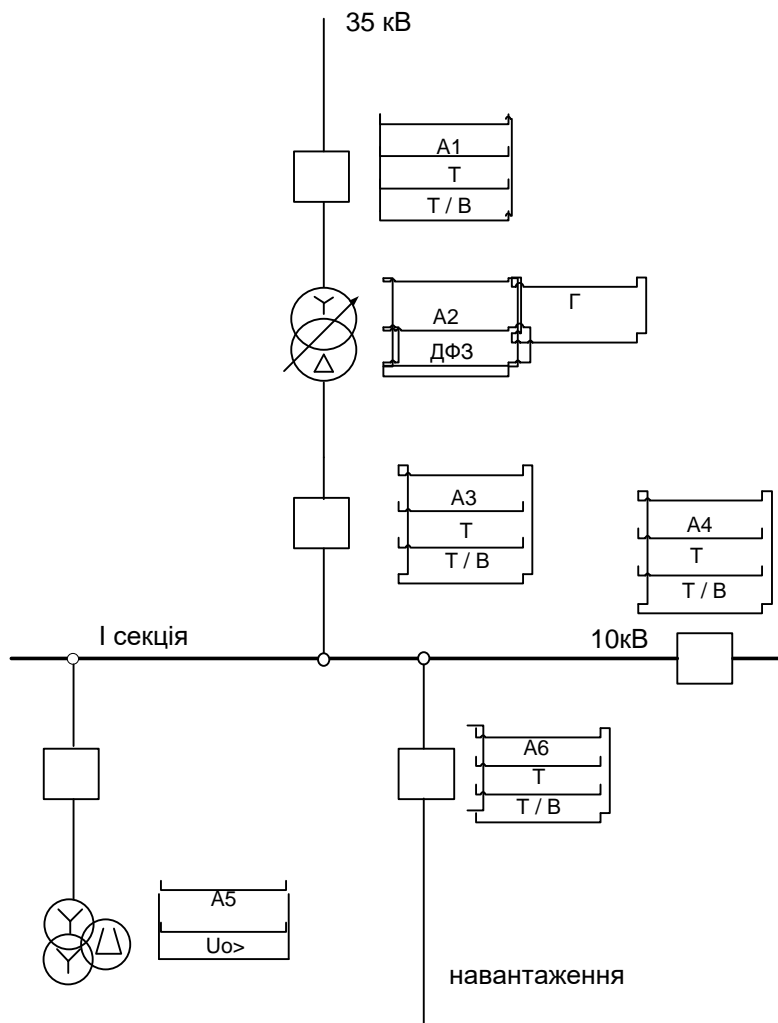 35 кВ
А1
Т
Т / В
А2
Г
ДФЗ
А3
Т
Т / В
А4
Т
Т / В
І секція
10кВ
А6
Т
Т / В
А5
Uo>
навантаження